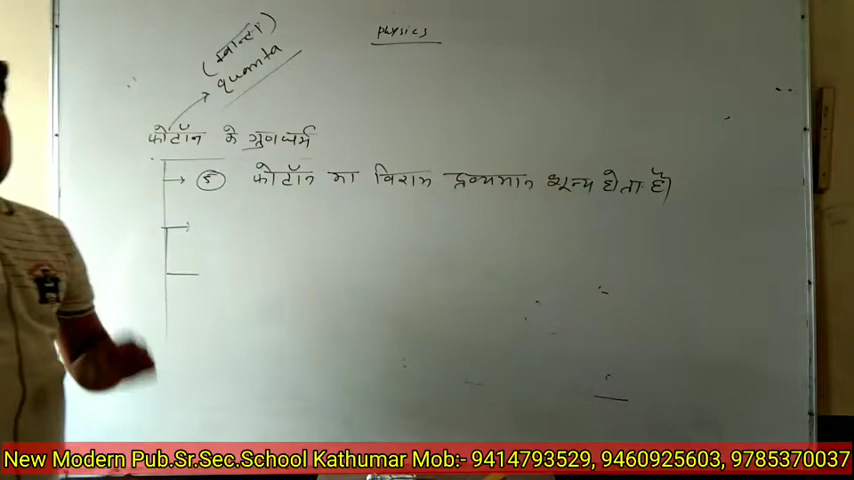 physics
(क्वान्टा)
quanta
फोटॉन के गुणधर्म
5 फोटॉन का विराम द्रव्यमान शून्य होता है।
New Modern Pub.Sr.Sec.School Kathumar Mob:- 9414793529, 9460925603, 9785370037